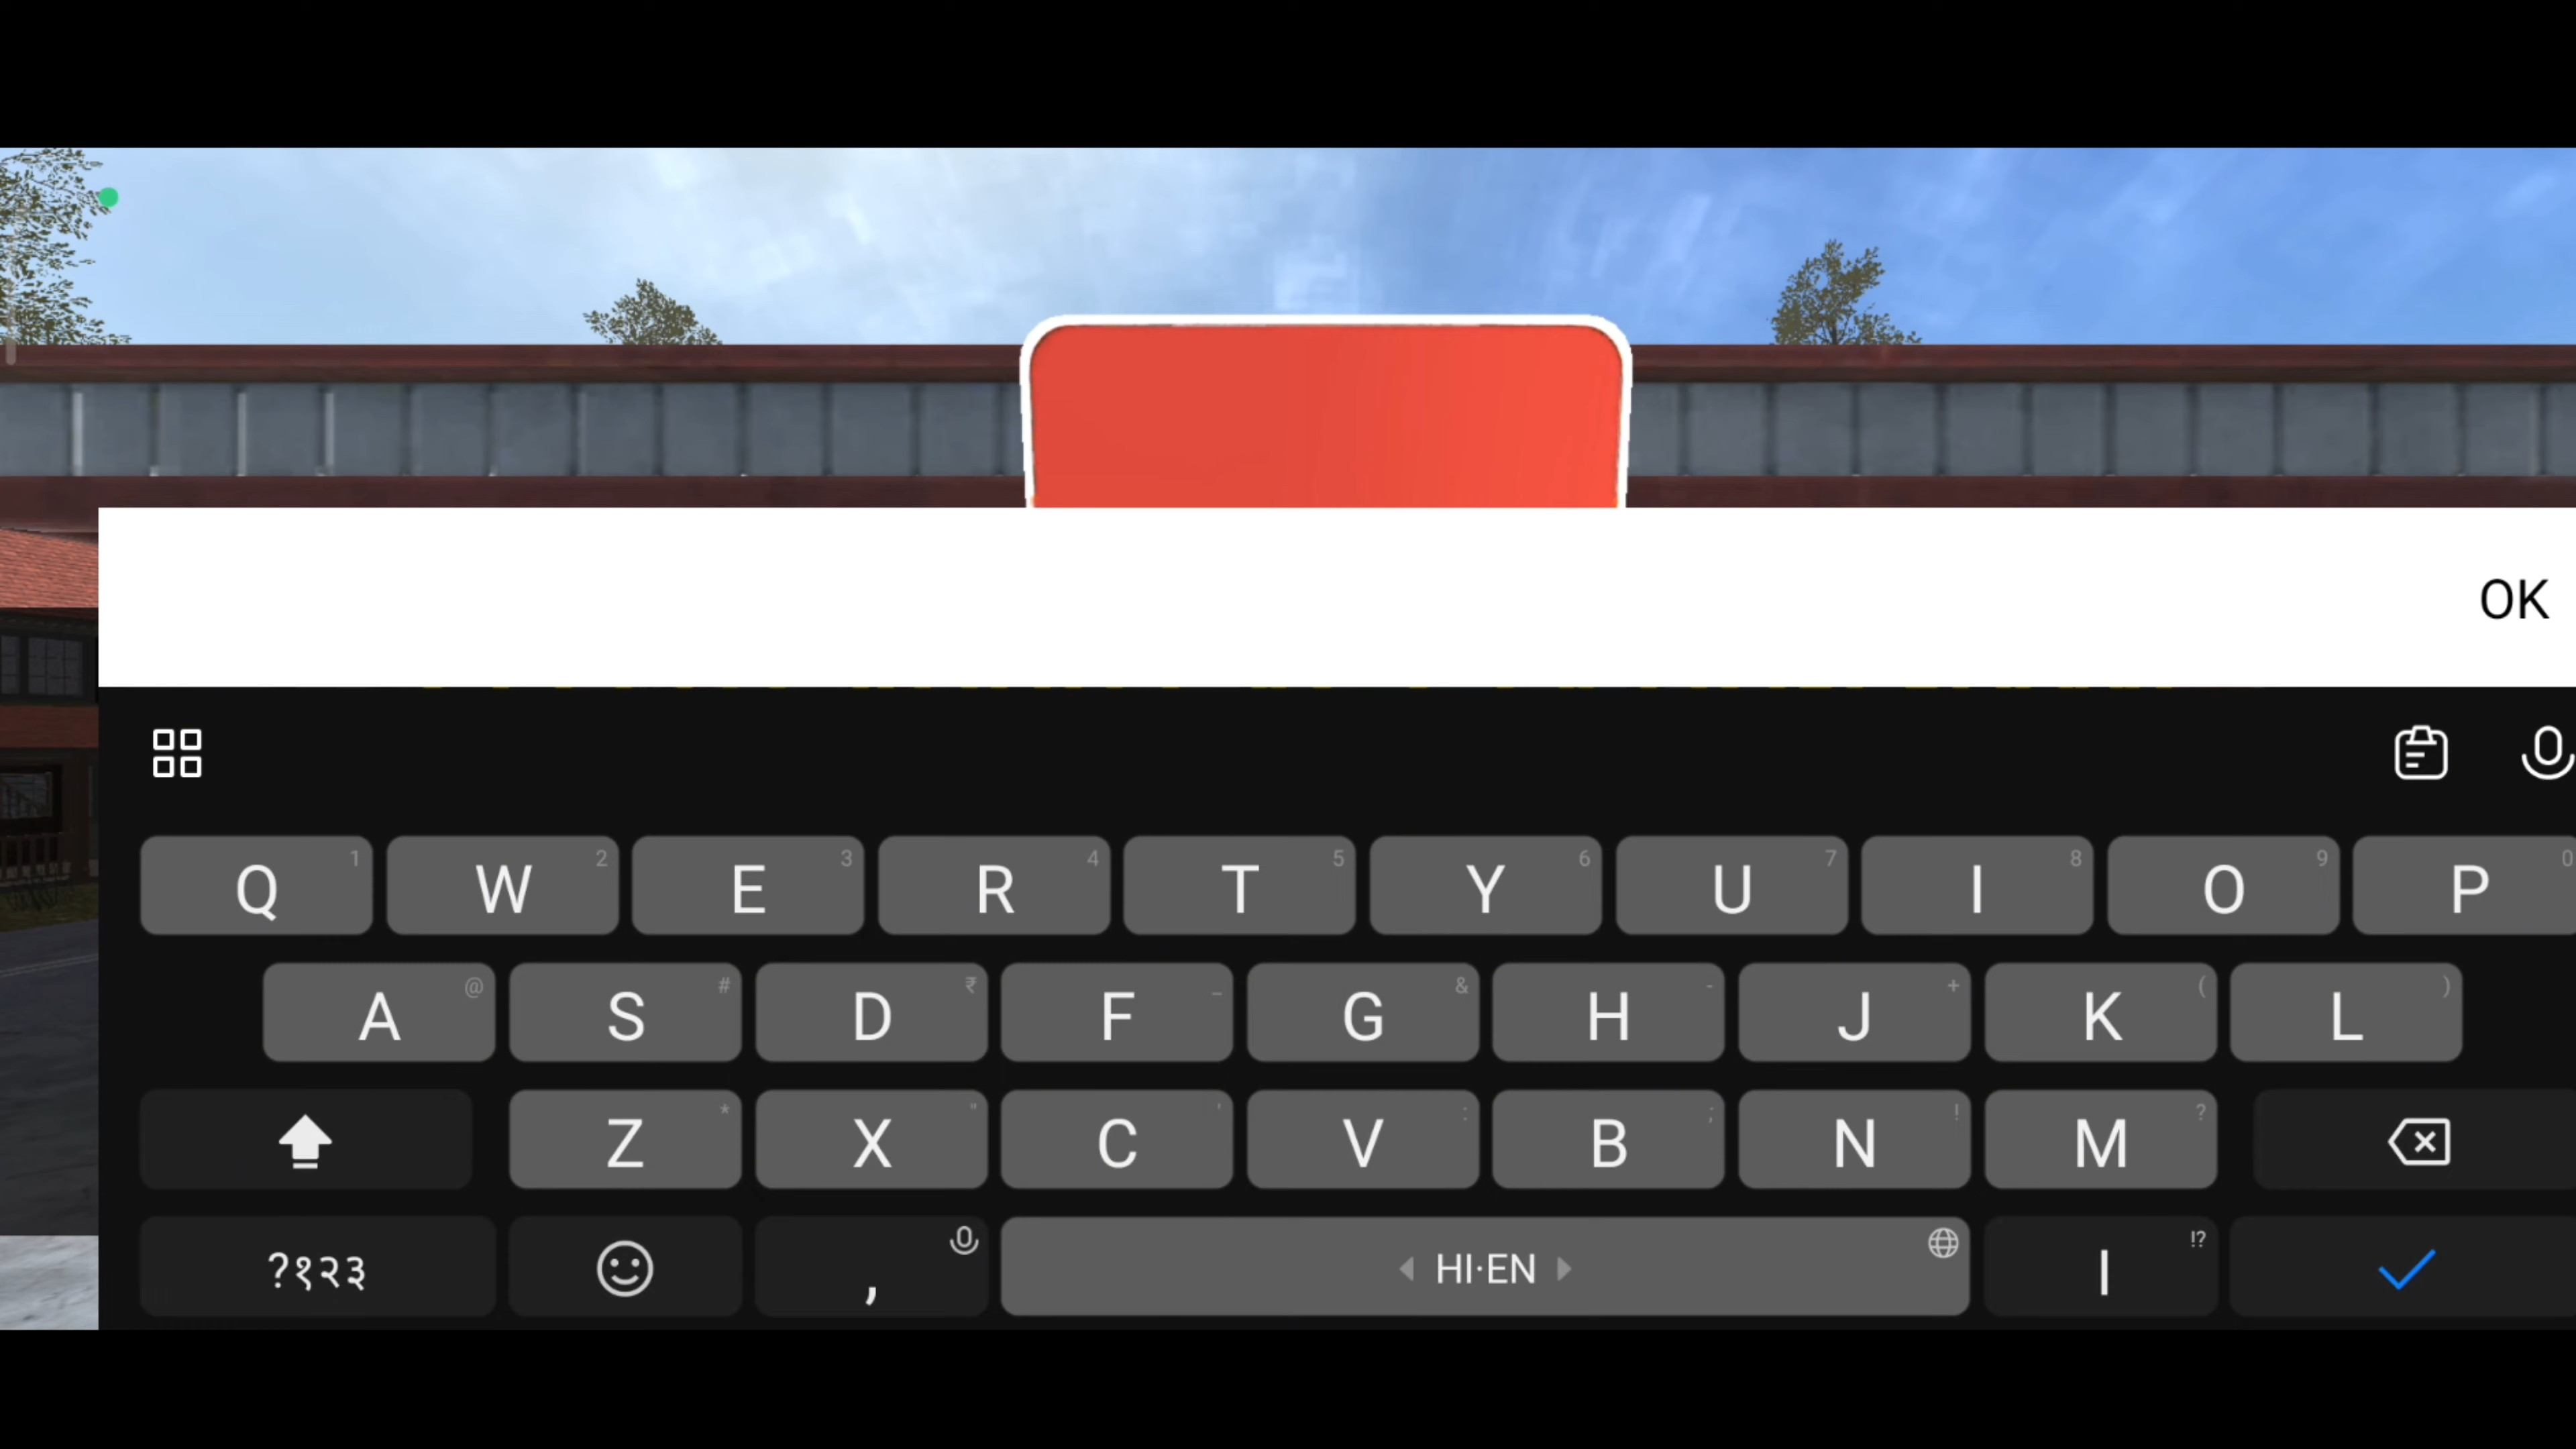 OK
Q 1 W 2 E 3 R 4 T 5 Y 6 U 7 I 8 O 9 P 0
A @ S # D ₹ F _ G & H - J + K ( L )
Z * X " C ' V : B ; N ! M ?
?१२३ , HI·EN | !?